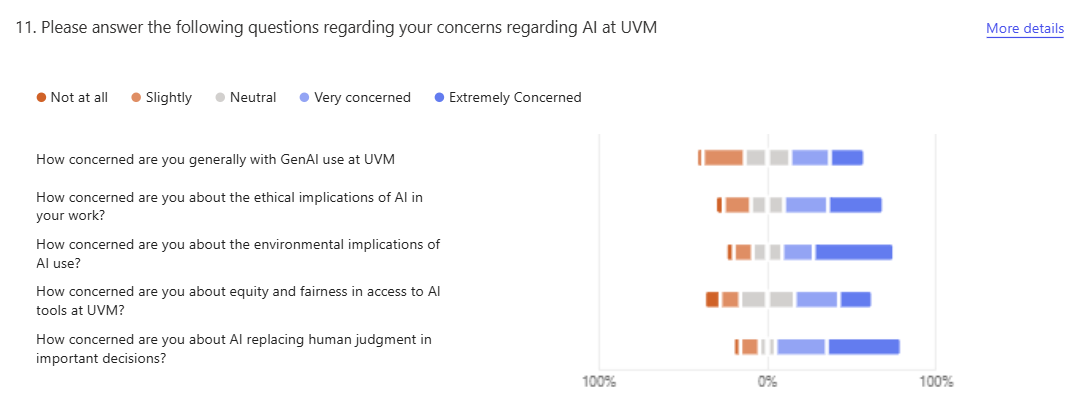 11. Please answer the following questions regarding your concerns regarding AI at UVM
More details
Not at all
Slightly
Neutral
Very concerned
Extremely Concerned
How concerned are you generally with GenAI use at UVM
How concerned are you about the ethical implications of AI in
your work?
How concerned are you about the environmental implications of
AI use?
How concerned are you about equity and fairness in access to AI
tools at UVM?
How concerned are you about AI replacing human judgment in
important decisions?
100%
0%
100%